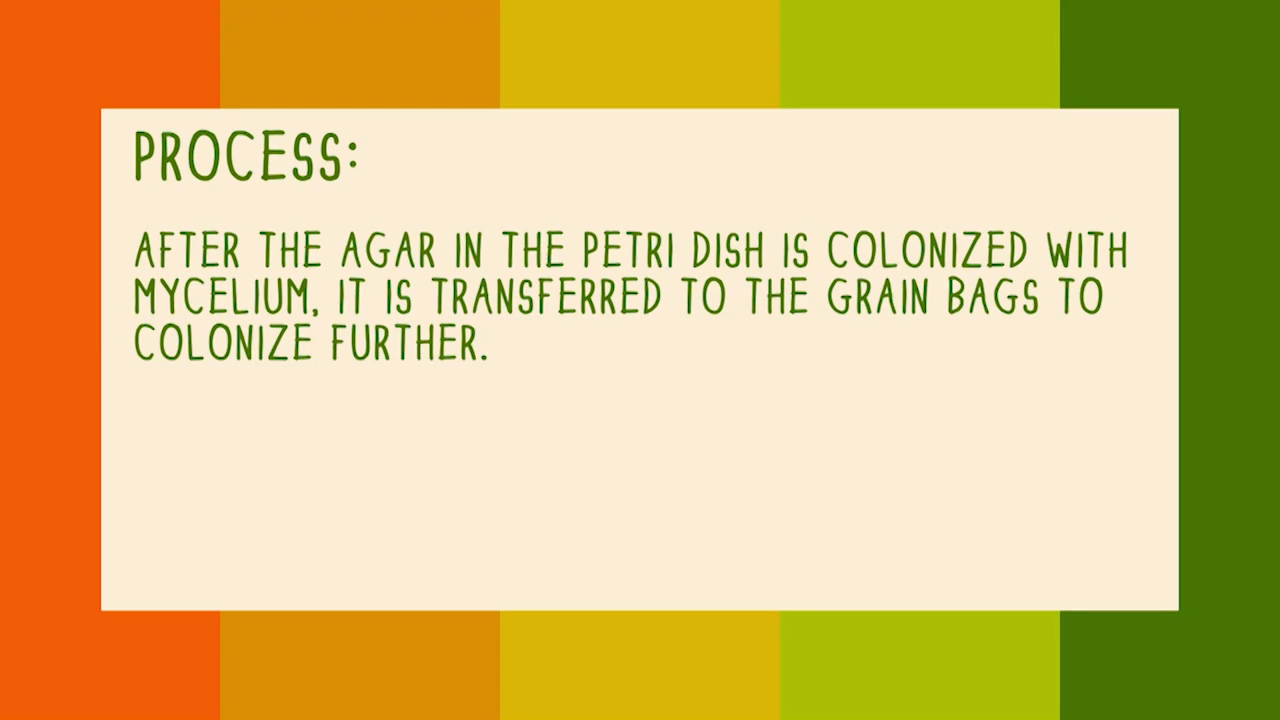 PROCESS:
AFTER THE AGAR IN THE PETRI DISH IS COLONIZED WITH
MYCELIUM, IT IS TRANSFERRED TO THE GRAIN BAGS TO
COLONIZE FURTHER.